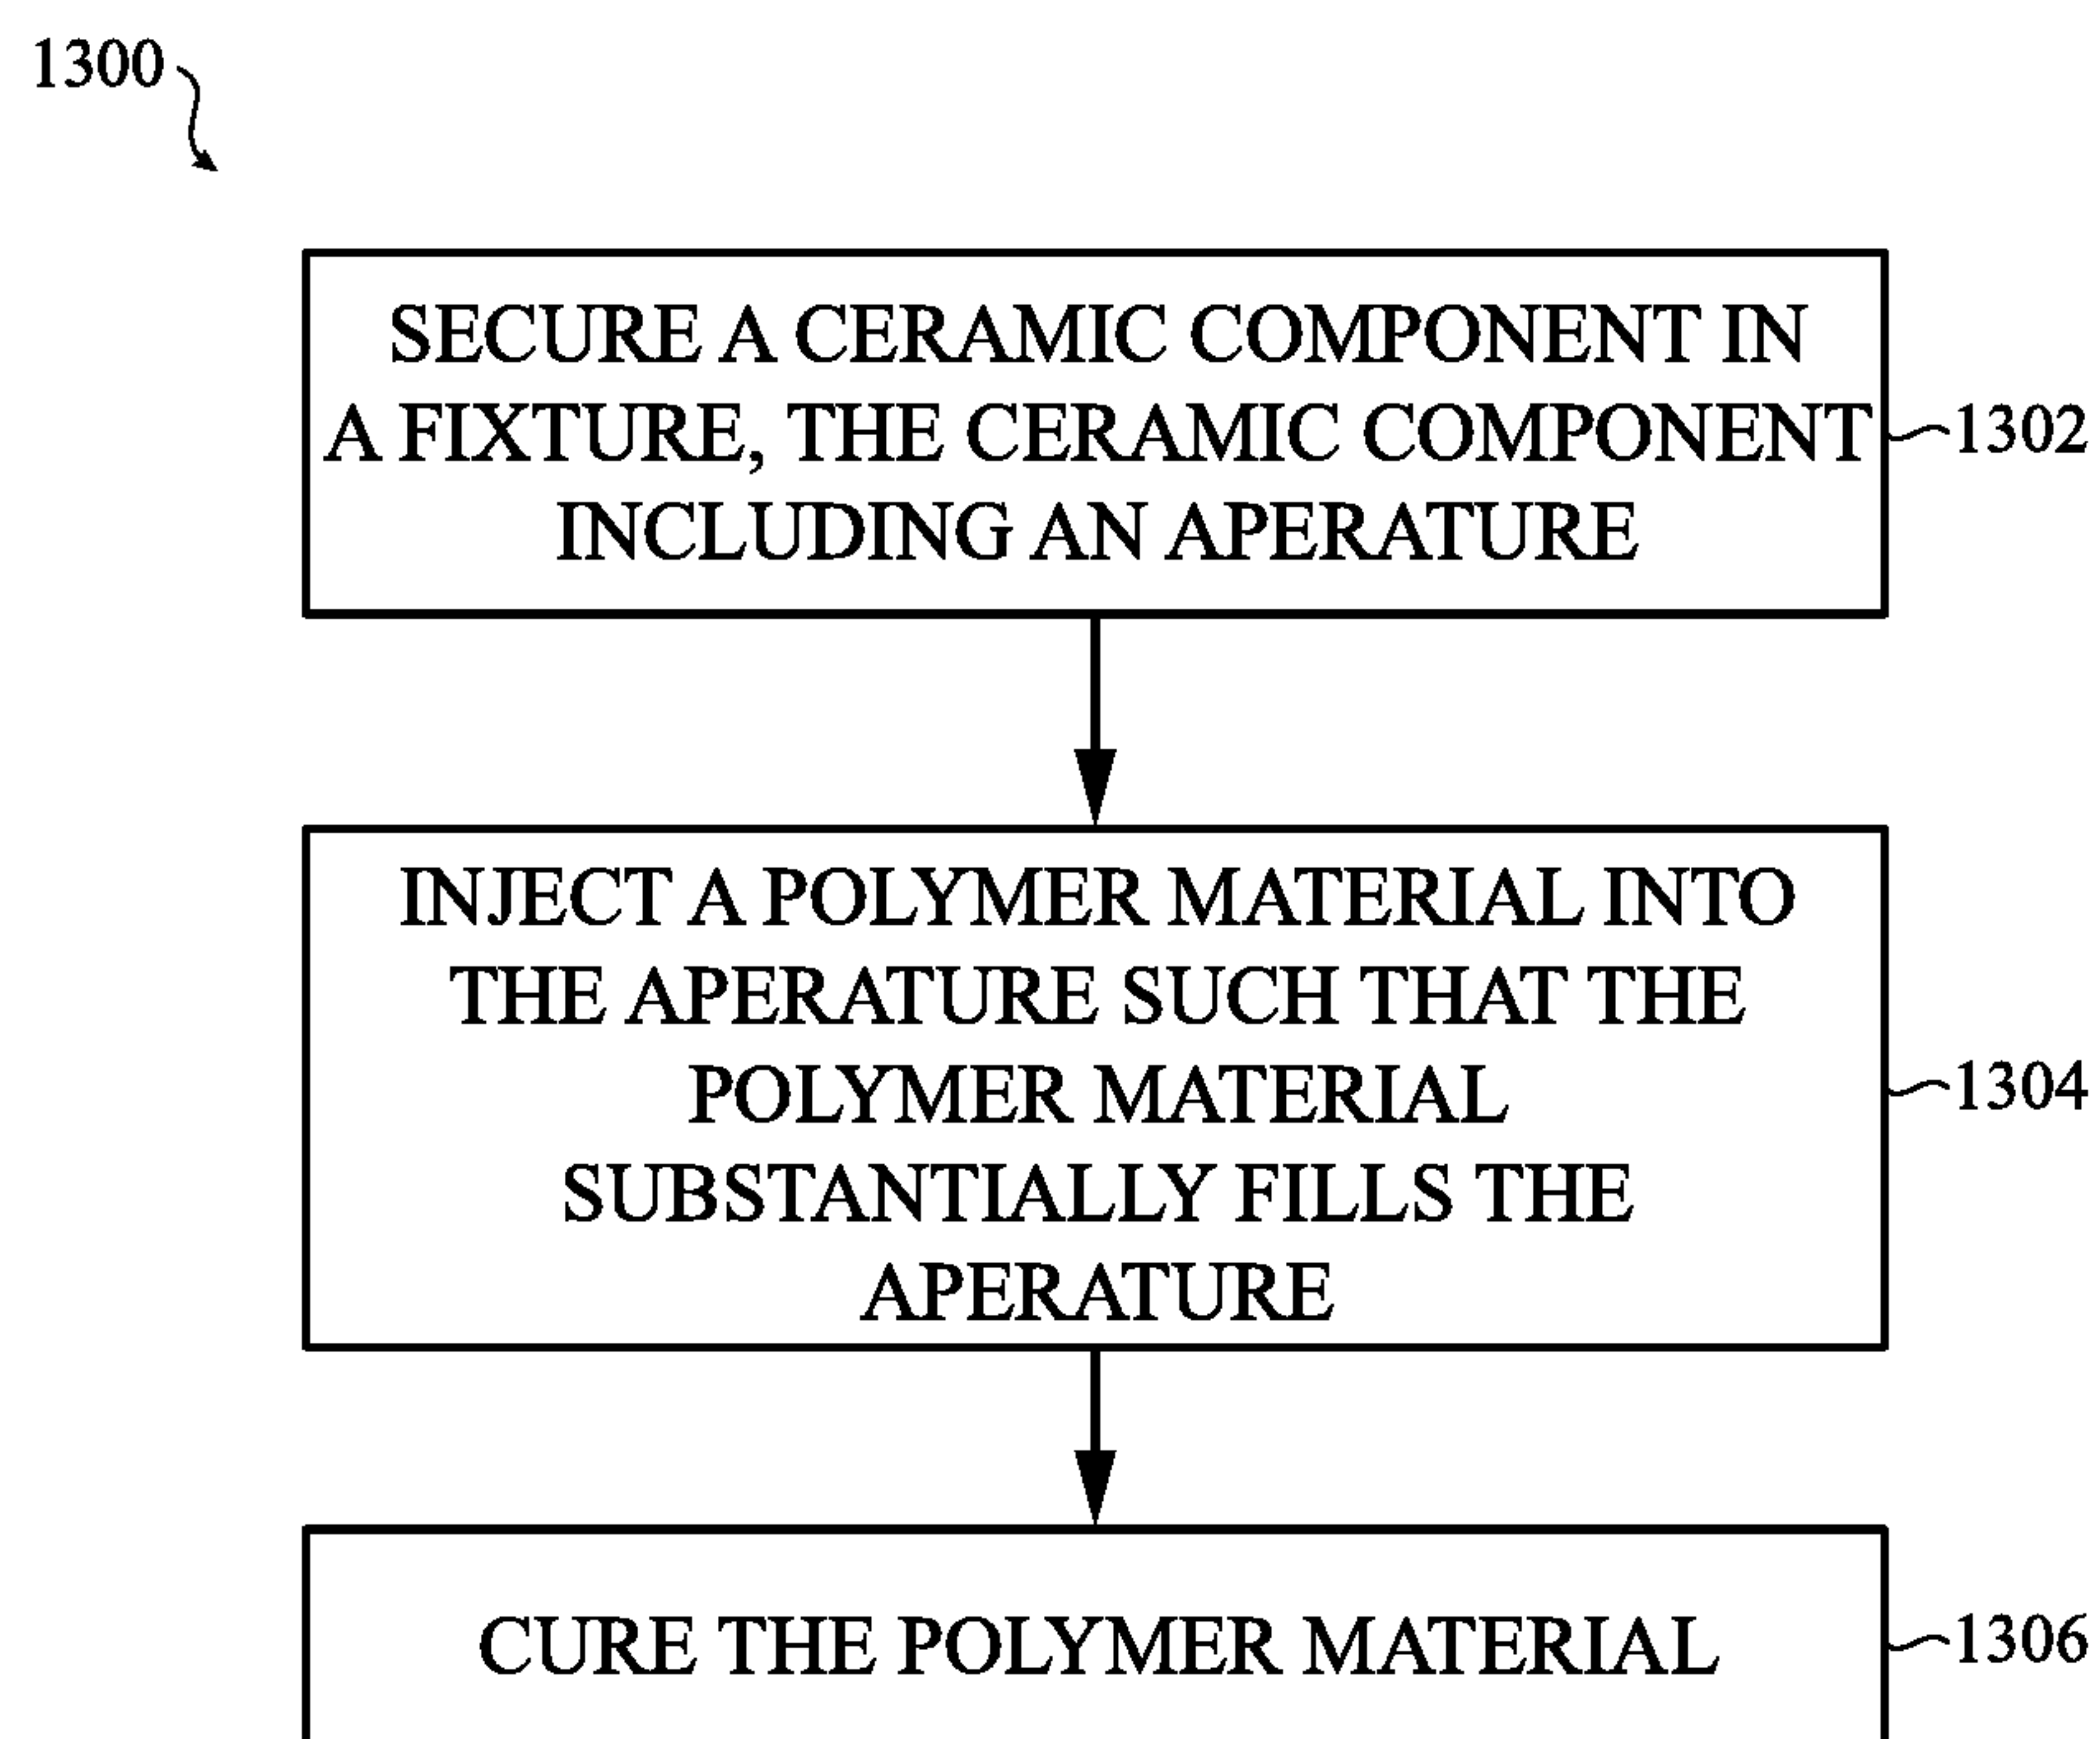 1300
SECURE A CERAMIC COMPONENT IN
A FIXTURE, THE CERAMIC COMPONENT
INCLUDING AN APERATURE
1302
INJECT A POLYMER MATERIAL INTO
THE APERATURE SUCH THAT THE
POLYMER MATERIAL
SUBSTANTIALLY FILLS THE
APERATURE
1304
CURE THE POLYMER MATERIAL
1306